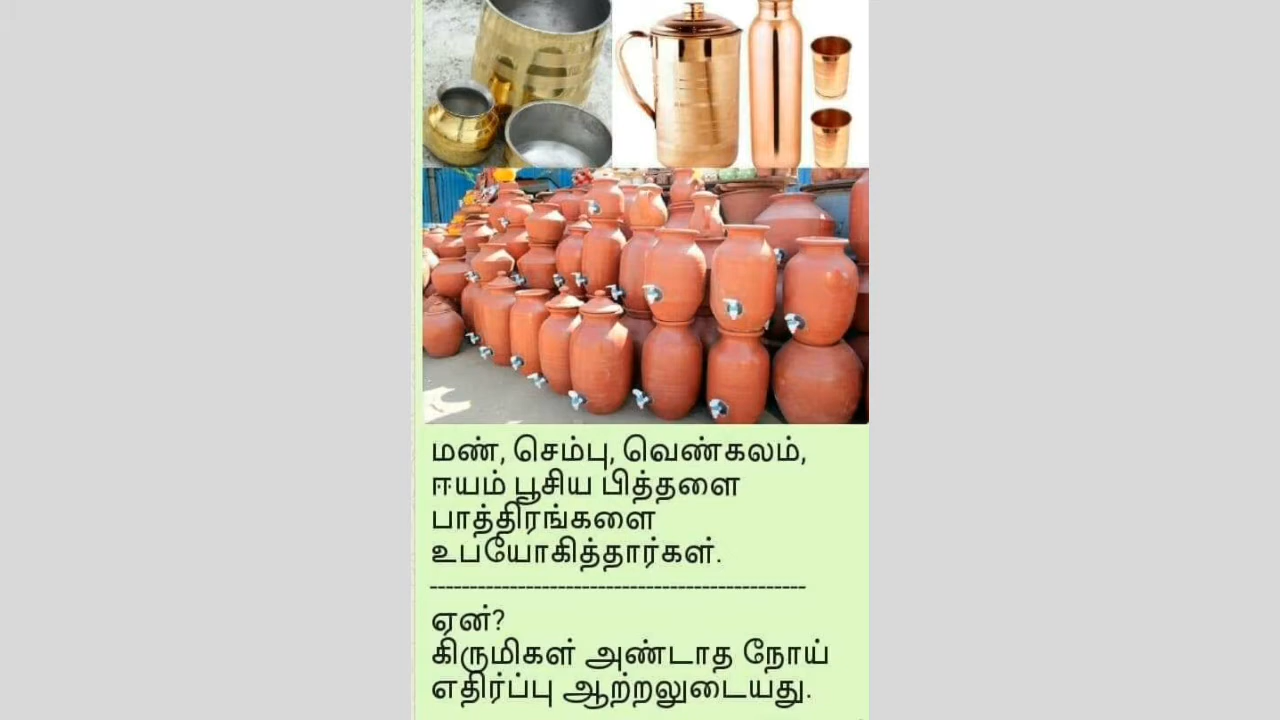 மண், செம்பு, வெண்கலம்,
ஈயம் பூசிய பித்தளை
பாத்திரங்களை
உபயோகித்தார்கள்.
-----------------------------------------------
ஏன்?
கிருமிகள் அண்டாத நோய்
எதிர்ப்பு ஆற்றலுடையது.